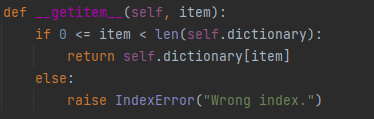 def __getitem__(self, item):
    if 0 <= item < len(self.dictionary):
        return self.dictionary[item]
    else:
        raise IndexError("Wrong index.")